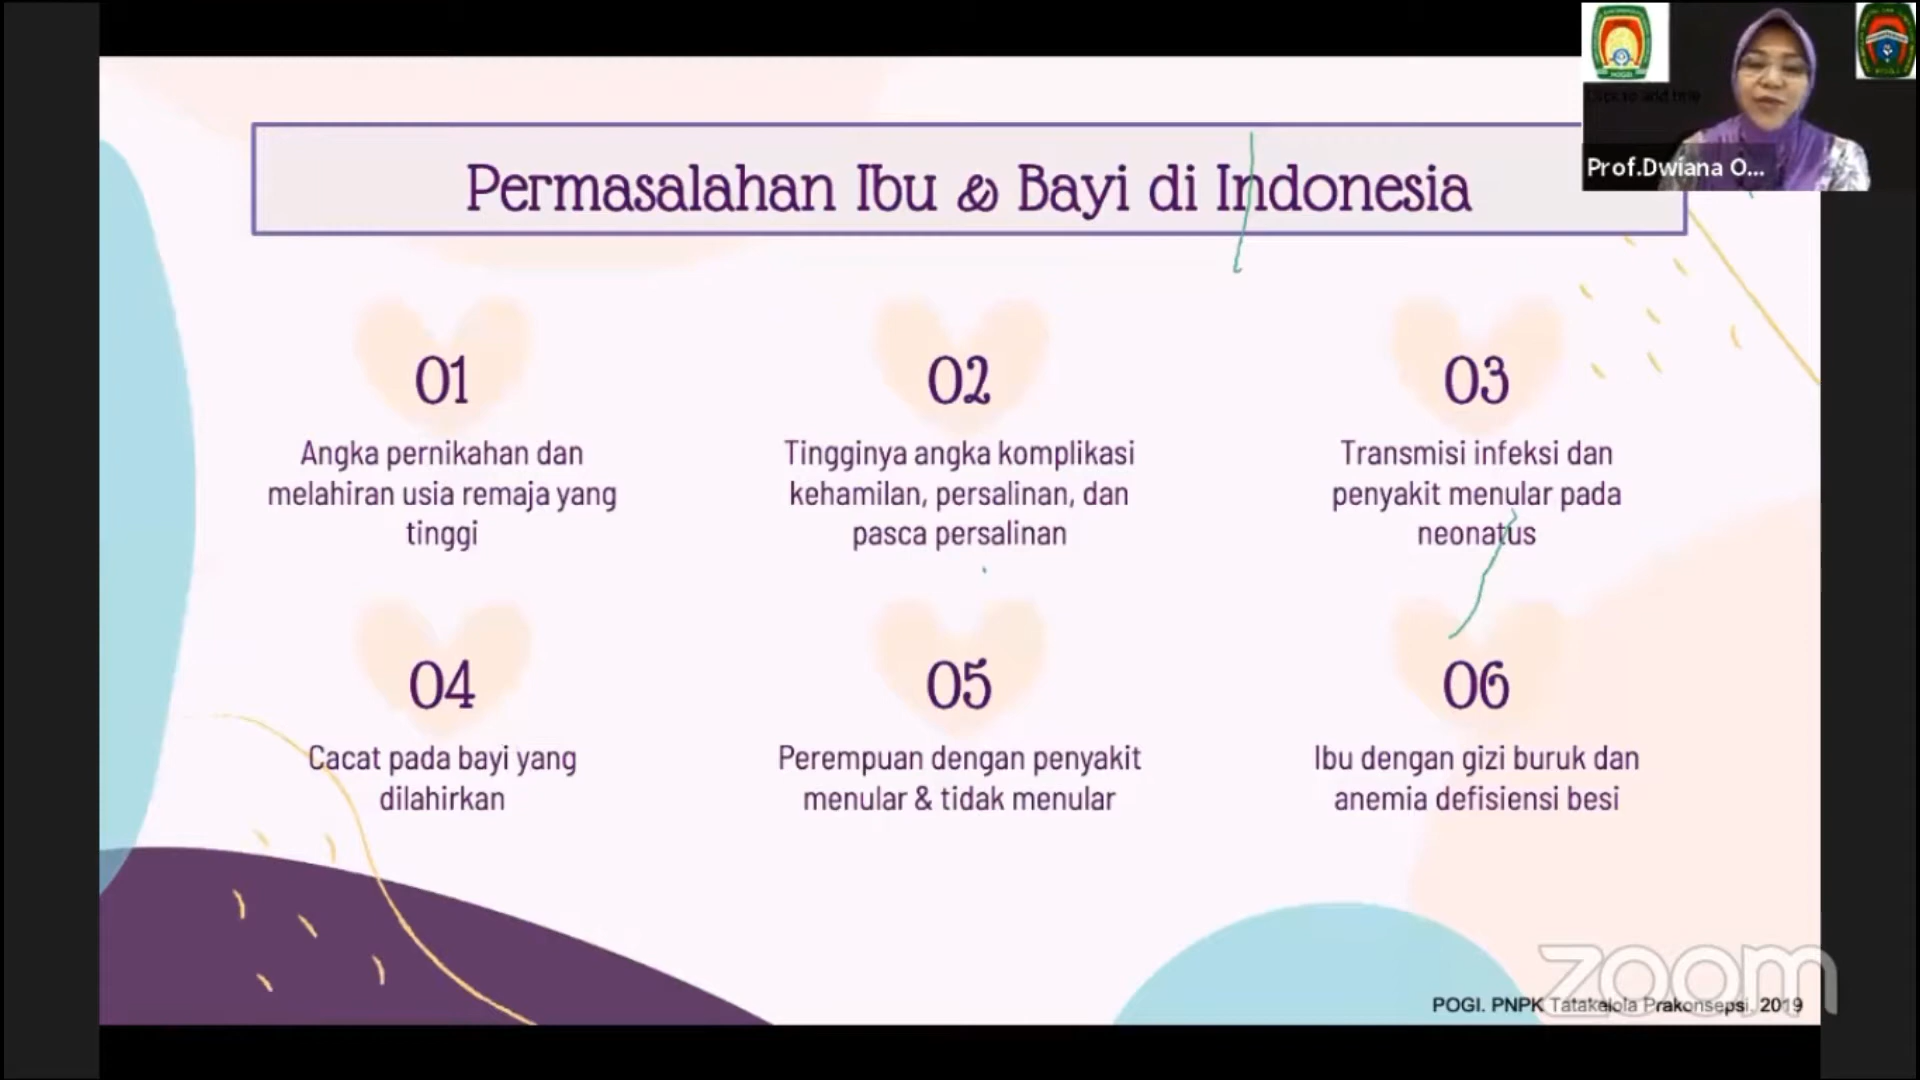 Prof.Dwiana O...
Permasalahan Ibu & Bayi di Indonesia
01
Angka pernikahan dan
melahiran usia remaja yang
tinggi
02
Tingginya angka komplikasi
kehamilan, persalinan, dan
pasca persalinan
03
Transmisi infeksi dan
penyakit menular pada
neonatus
04
Cacat pada bayi yang
dilahirkan
05
Perempuan dengan penyakit
menular & tidak menular
06
Ibu dengan gizi buruk dan
anemia defisiensi besi
zoom
POGI. PNPK Tatakelola Prakonsepsi. 2019